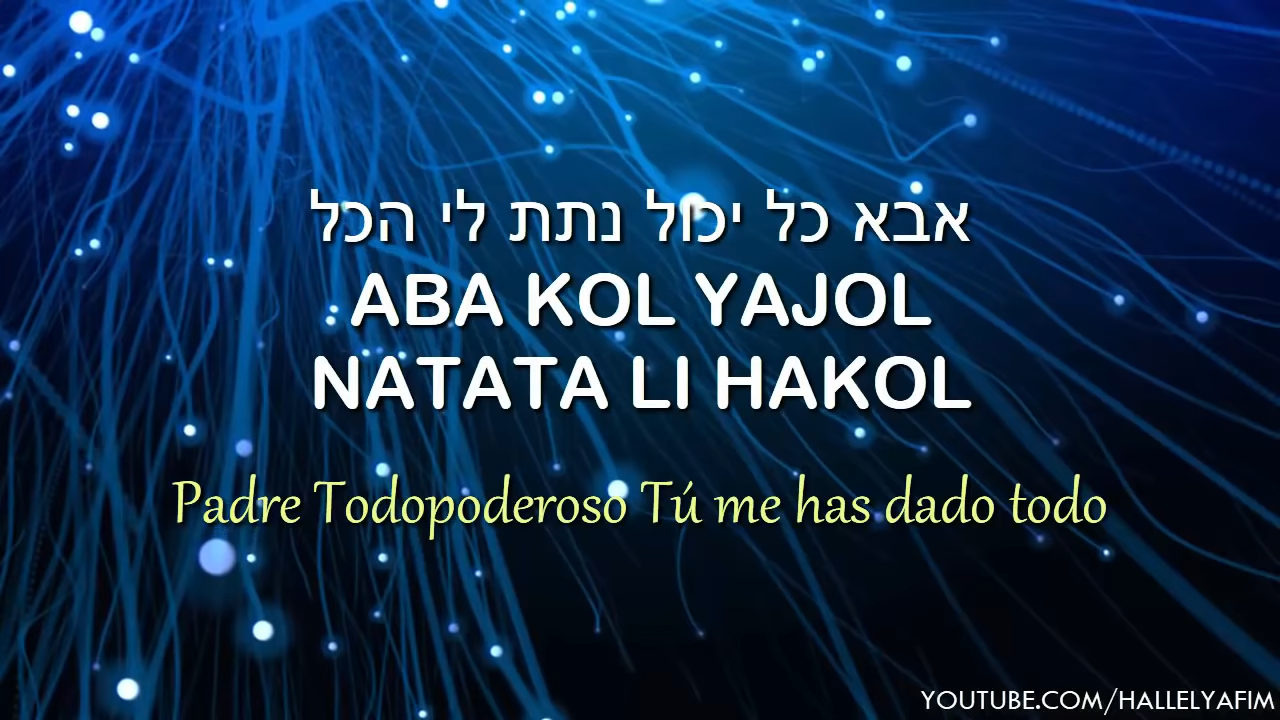 אבא כל יכול נתת לי הכל
ABA KOL YAJOL
NATATA LI HAKOL
Padre Todopoderoso Tú me has dado todo
YOUTUBE.COM/HALLELYAFIM